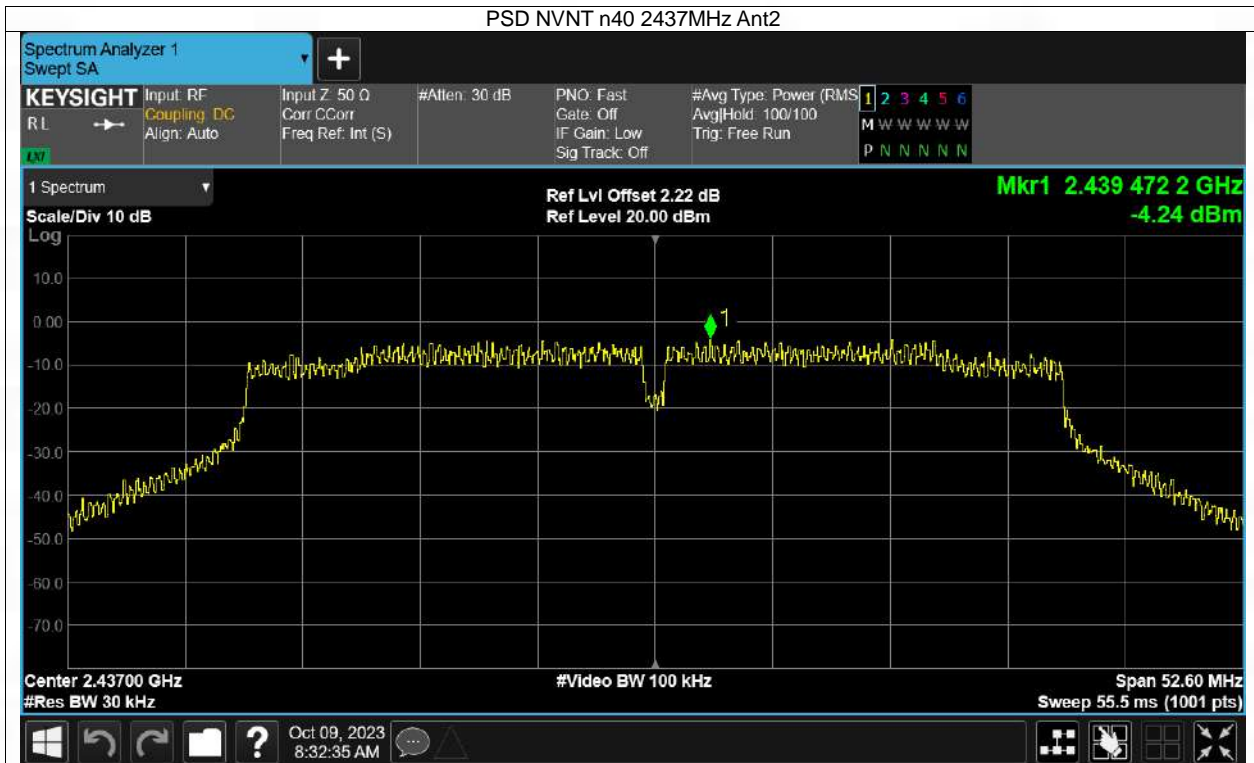 PSD NVNT n40 2437MHz Ant2
Spectrum Analyzer 1
Swept SA
+
KEYSIGHT
RL
LXI
Input: RF
Coupling: DC
Align: Auto
Input Z: 50 Ω
Corr CCorr
Freq Ref: Int (S)
#Atten: 30 dB
PNO: Fast
Gate: Off
IF Gain: Low
Sig Track: Off
#Avg Type: Power (RMS
Avg|Hold: 100/100
Trig: Free Run
1 2 3 4 5 6
M W W W W W
P N N N N N
1 Spectrum
Scale/Div 10 dB
Log
Ref Lvl Offset 2.22 dB
Ref Level 20.00 dBm
Mkr1 2.439 472 2 GHz
-4.24 dBm
10.0
0.00
-10.0
-20.0
-30.0
-40.0
-50.0
-60.0
-70.0
1
Center 2.43700 GHz
#Res BW 30 kHz
#Video BW 100 kHz
Span 52.60 MHz
Sweep 55.5 ms (1001 pts)
?
Oct 09, 2023
8:32:35 AM